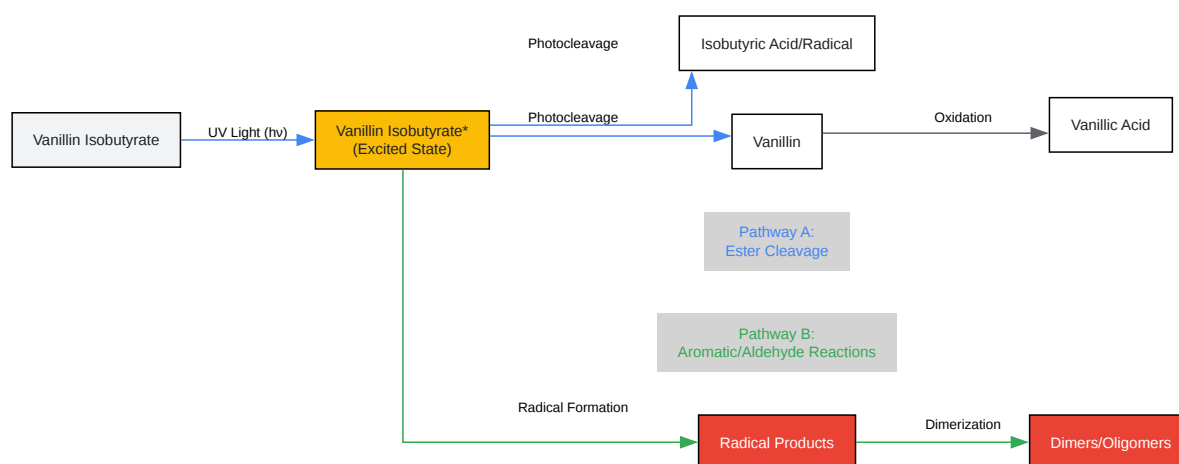 Photocleavage
Isobutyric Acid/Radical
Vanillin Isobutyrate
UV Light (hν)
Vanillin Isobutyrate*
(Excited State)
Photocleavage
Vanillin
Oxidation
Vanillic Acid
Pathway A:
Ester Cleavage
Pathway B:
Aromatic/Aldehyde Reactions
Radical Formation
Radical Products
Dimerization
Dimers/Oligomers